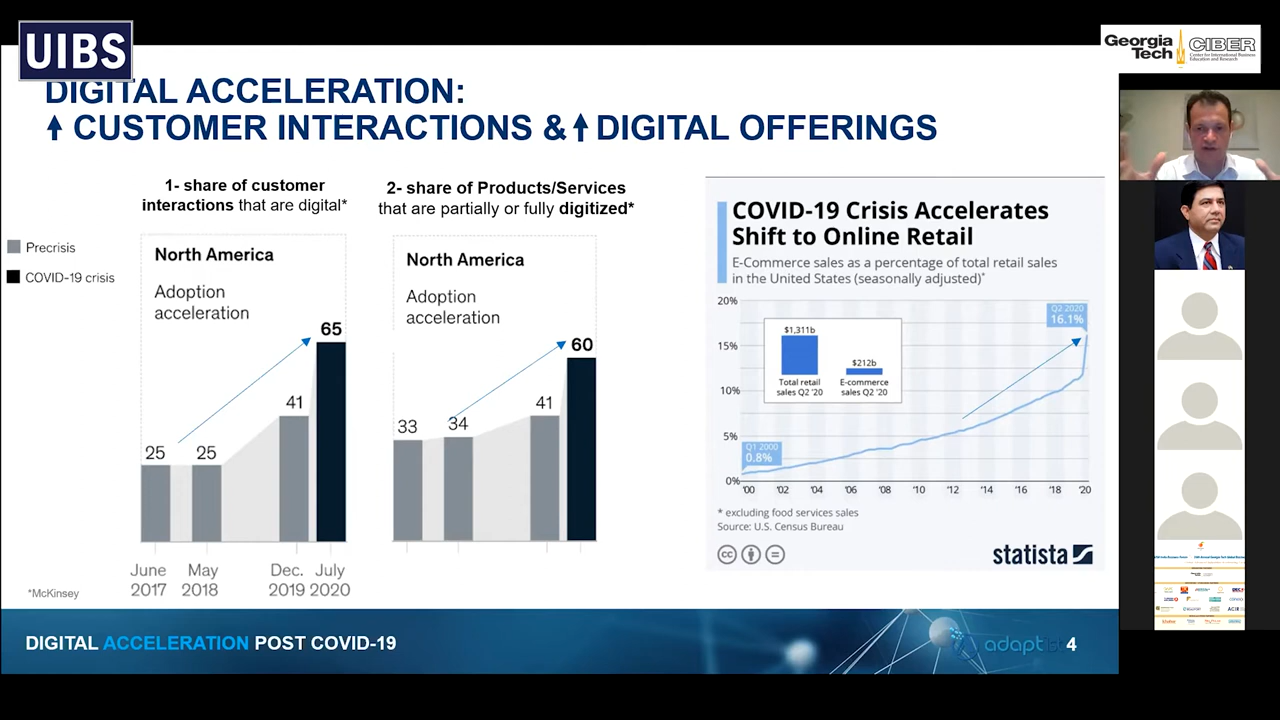 UIBS
Georgia
Tech
CIBER
Center for International Business
Education and Research
DIGITAL ACCELERATION:
CUSTOMER INTERACTIONS & DIGITAL OFFERINGS
1- share of customer
interactions that are digital*
Precrisis
COVID-19 crisis
North America
Adoption
acceleration
25
25
41
65
June
2017
May
2018
Dec.
2019
July
2020
*McKinsey
2- share of Products/Services
that are partially or fully digitized*
North America
Adoption
acceleration
33
34
41
60
COVID-19 Crisis Accelerates
Shift to Online Retail
E-Commerce sales as a percentage of total retail sales
in the United States (seasonally adjusted)*
20%
15%
10%
5%
0%
$1,311b
$212b
Total retail
sales Q2 '20
E-commerce
sales Q2 '20
Q2 2020
16.1%
Q1 2000
0.8%
'00 '02 '04 '06 '08 '10 '12 '14 '16 '18 '20
* excluding food services sales
Source: U.S. Census Bureau
cc
statista
DIGITAL ACCELERATION POST COVID-19
adaptist
4